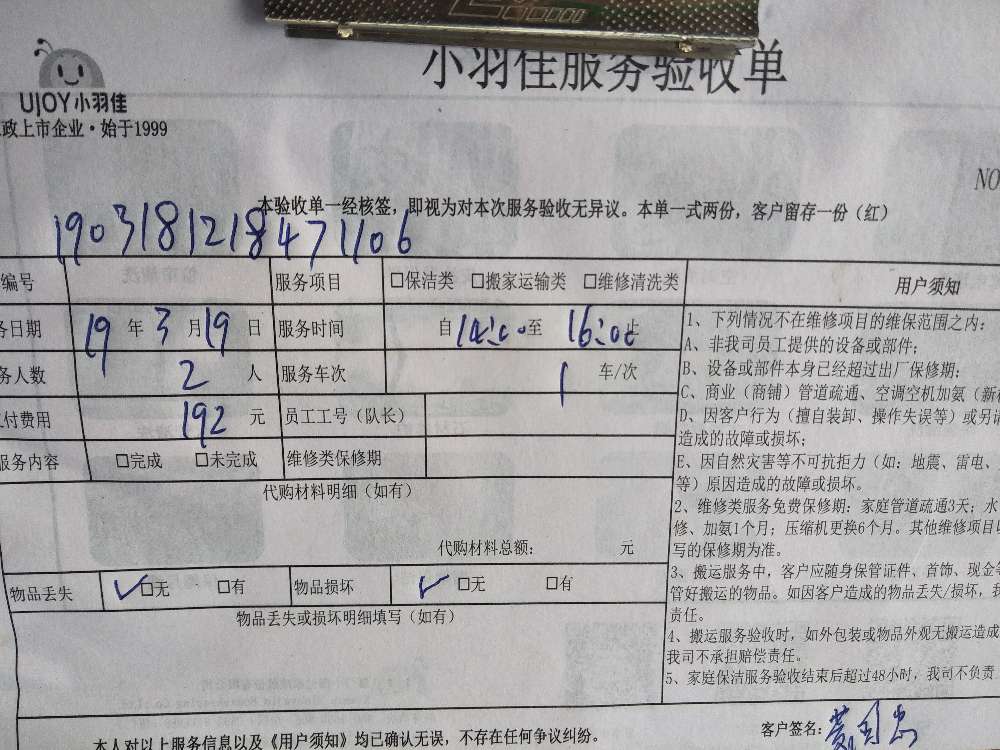 小羽佳服务验收单
UJOY小羽佳
政上市企业·始于1999
NO
本验收单一经核签，即视为对本次服务验收无异议。本单一式两份，客户留存一份（红）
1903181218471106
编号 服务项目 □保洁类 □搬家运输类 □维修清洗类 用户须知
务日期 19年3月19日 服务时间 自14:00至16:00止
务人数 2人 服务车次 1车/次
付费用 192元 员工工号（队长）
服务内容 □完成 □未完成 维修类保修期
代购材料明细（如有）
代购材料总额： 元
物品丢失 ✓□无 □有 物品损坏 ✓□无 □有
物品丢失或损坏明细填写（如有）
1、下列情况不在维修项目的维保范围之内：
A、非我司员工提供的设备或部件；
B、设备或部件本身已经超过出厂保修期；
C、商业（商铺）管道疏通、空调空机加氨（新
D、因客户行为（擅自装卸、操作失误等）或另
造成的故障或损坏；
E、因自然灾害等不可抗拒力（如：地震、雷电、
等）原因造成的故障或损坏。
2、维修类服务免费保修期：家庭管道疏通3天；水
修、加氨1个月；压缩机更换6个月。其他维修项目
写的保修期为准。
3、搬运服务中，客户应随身保管证件、首饰、现金
管好搬运的物品。如因客户造成的物品丢失/损坏，我
责任。
4、搬运服务验收时，如外包装或物品外观无搬运造成
我司不承担赔偿责任。
5、家庭保洁服务验收结束后超过48小时，我司不负责
本人对以上服务信息以及《用户须知》均已确认无误，不存在任何争议纠纷。
客户签名：